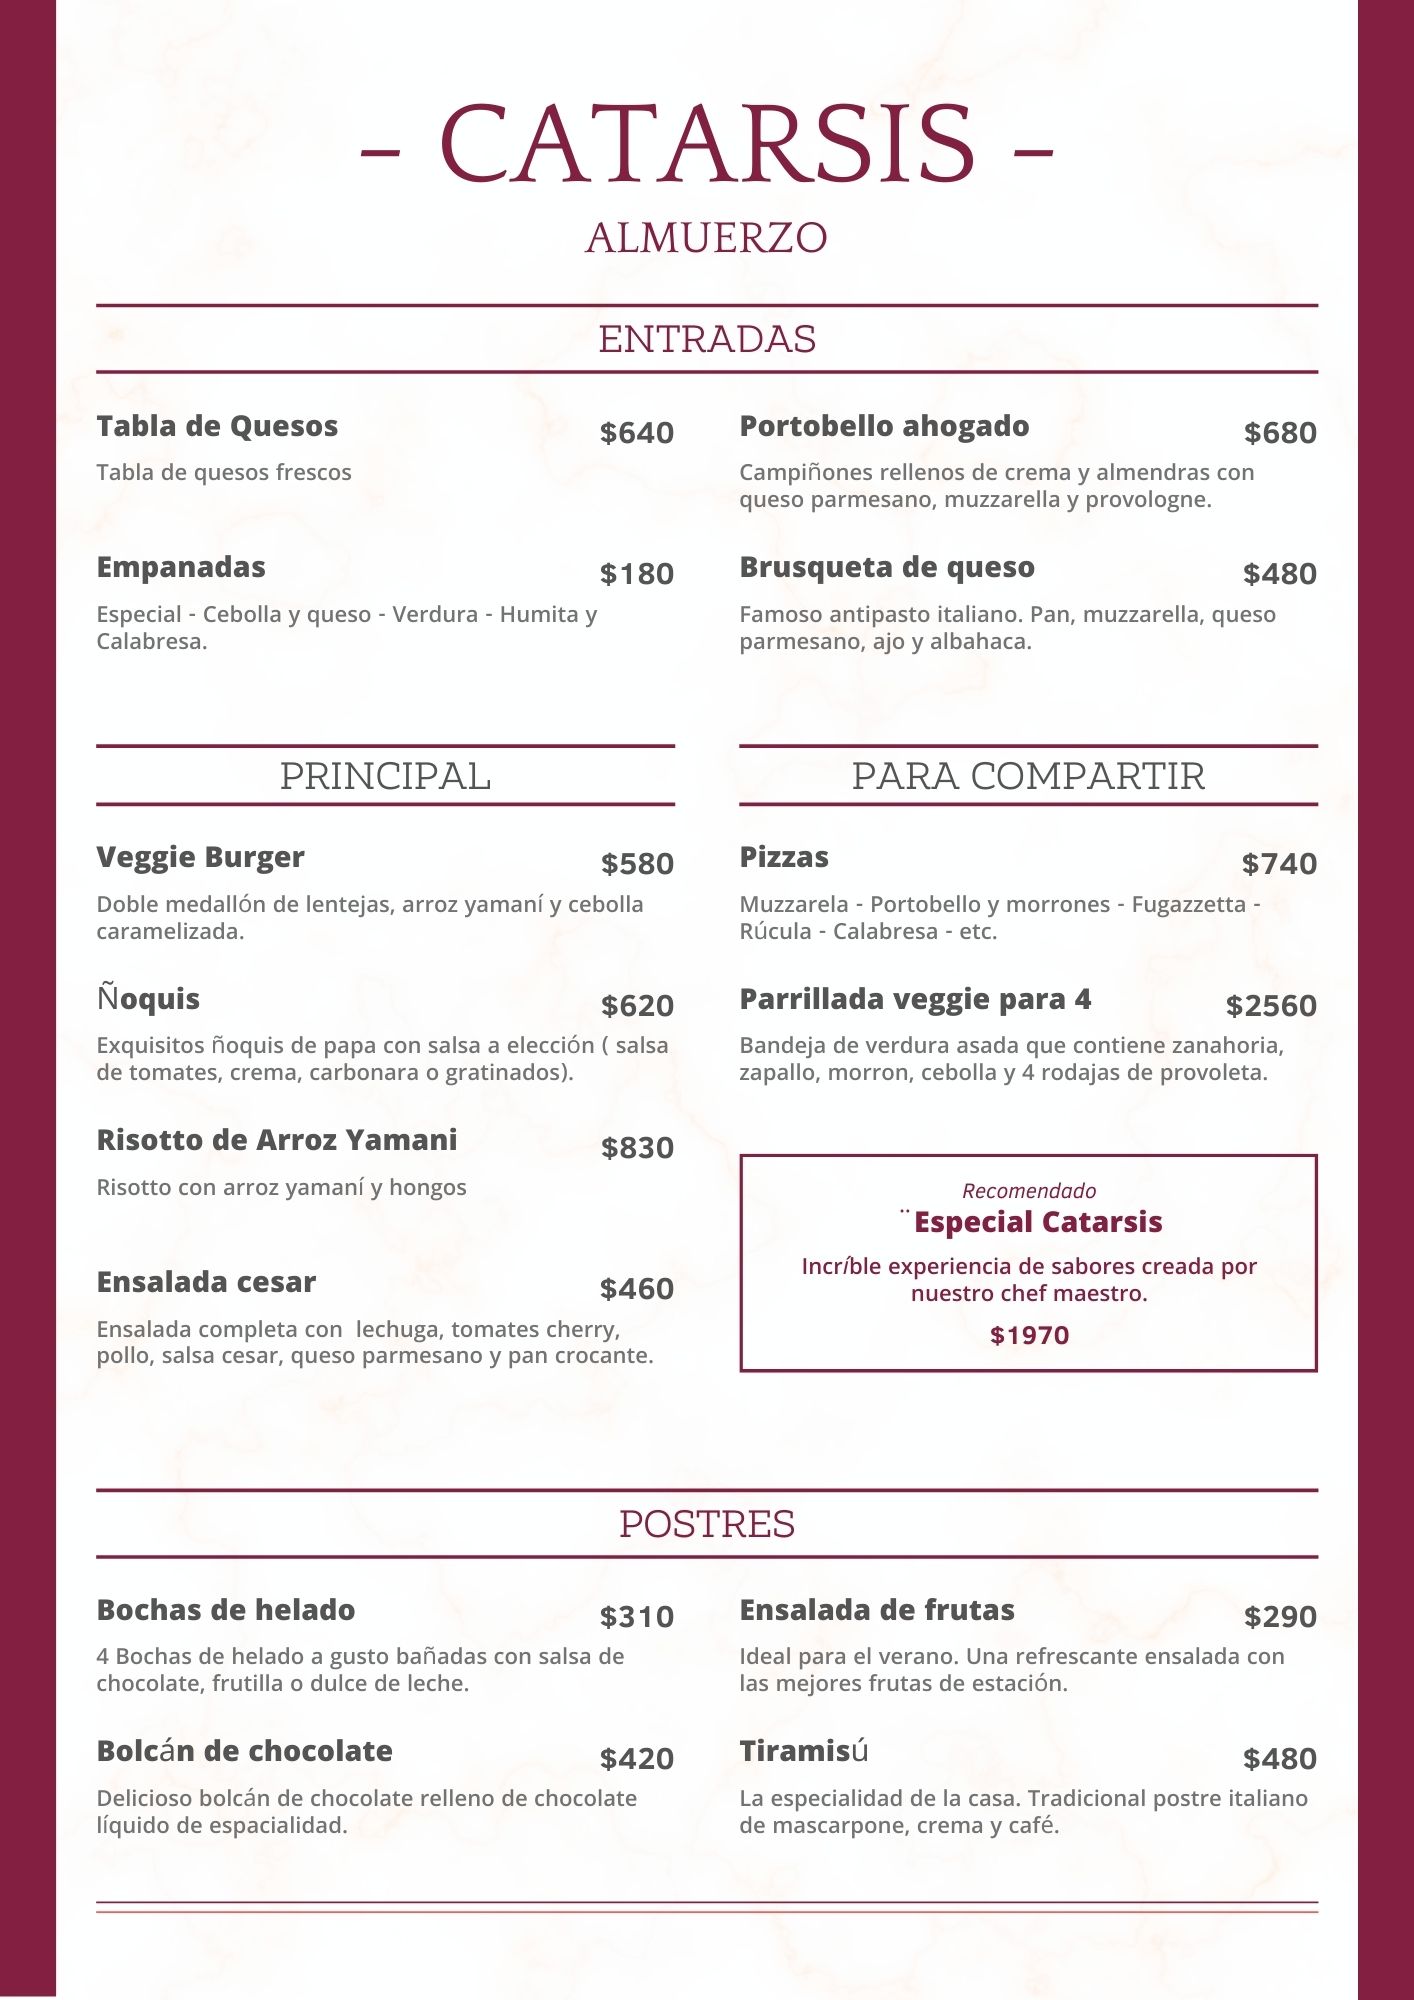 - CATARSIS -
ALMUERZO
ENTRADAS
Tabla de Quesos
$640
Tabla de quesos frescos
Portobello ahogado
$680
Campiñones rellenos de crema y almendras con
queso parmesano, muzzarella y provologne.
Empanadas
$180
Especial - Cebolla y queso - Verdura - Humita y
Calabresa.
Brusqueta de queso
$480
Famoso antipasto italiano. Pan, muzzarella, queso
parmesano, ajo y albahaca.
PRINCIPAL
Veggie Burger
$580
Doble medallón de lentejas, arroz yamaní y cebolla
caramelizada.
Ñoquis
$620
Exquisitos ñoquis de papa con salsa a elección ( salsa
de tomates, crema, carbonara o gratinados).
Risotto de Arroz Yamani
$830
Risotto con arroz yamaní y hongos
Ensalada cesar
$460
Ensalada completa con  lechuga, tomates cherry,
pollo, salsa cesar, queso parmesano y pan crocante.
PARA COMPARTIR
Pizzas
$740
Muzzarela - Portobello y morrones - Fugazzetta -
Rúcula - Calabresa - etc.
Parrillada veggie para 4
$2560
Bandeja de verdura asada que contiene zanahoria,
zapallo, morron, cebolla y 4 rodajas de provoleta.
Recomendado
¨Especial Catarsis
Incríble experiencia de sabores creada por
nuestro chef maestro.
$1970
POSTRES
Bochas de helado
$310
4 Bochas de helado a gusto bañadas con salsa de
chocolate, frutilla o dulce de leche.
Ensalada de frutas
$290
Ideal para el verano. Una refrescante ensalada con
las mejores frutas de estación.
Bolcán de chocolate
$420
Delicioso bolcán de chocolate relleno de chocolate
líquido de espacialidad.
Tiramisú
$480
La especialidad de la casa. Tradicional postre italiano
de mascarpone, crema y café.